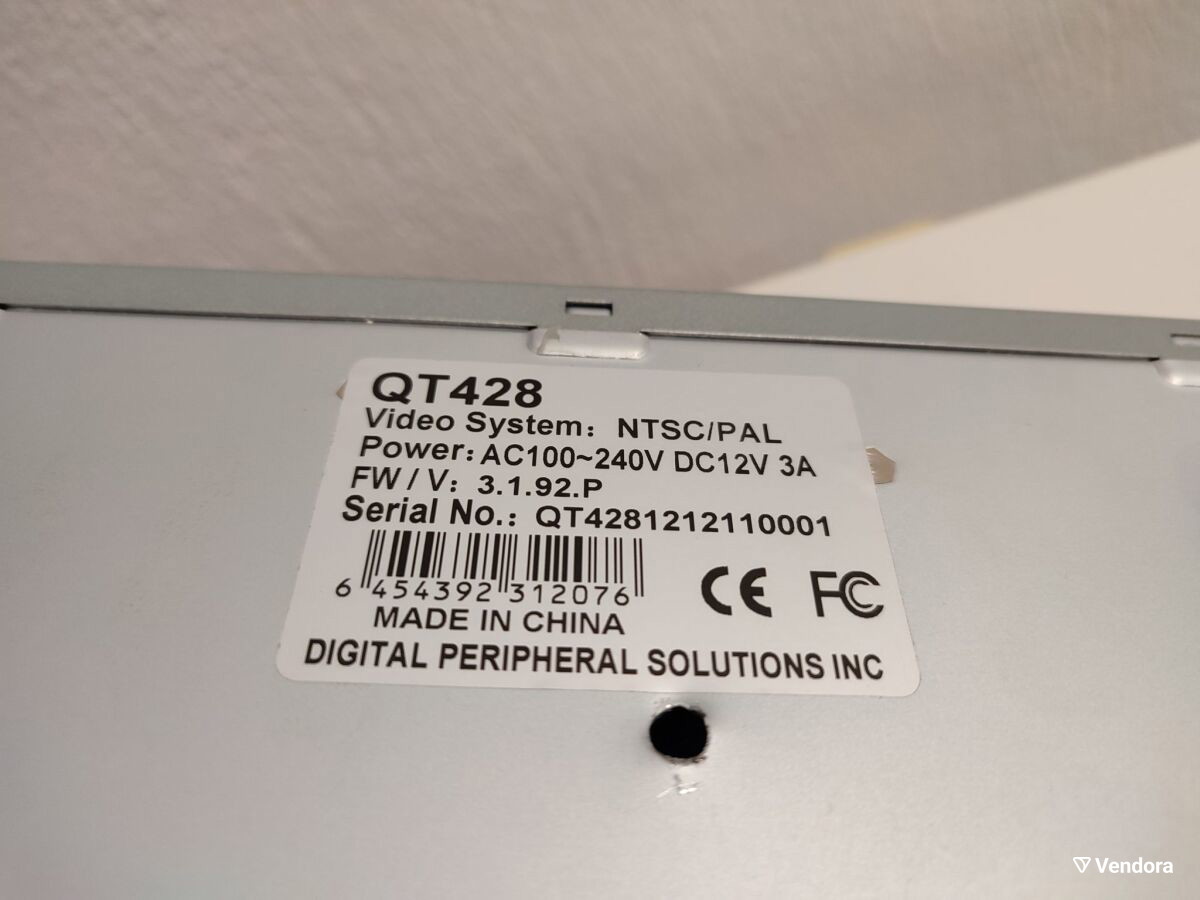 QT428
Video System: NTSC/PAL
Power: AC100~240V DC12V 3A
FW / V: 3.1.92.P
Serial No.: QT4281212110001
6 454392 312076
CE FC
MADE IN CHINA
DIGITAL PERIPHERAL SOLUTIONS INC
Vendora